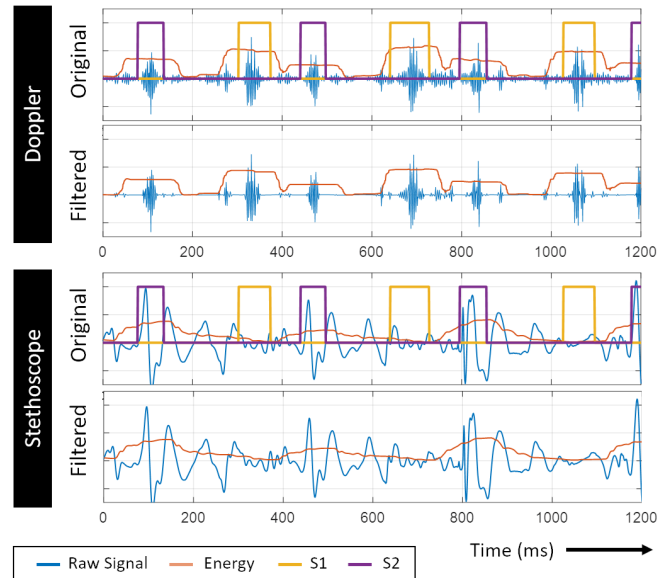 Doppler
Original
Filtered
0 200 400 600 800 1000 1200
Stethoscope
Original
Filtered
0 200 400 600 800 1000 1200
Raw Signal Energy S1 S2
Time (ms)